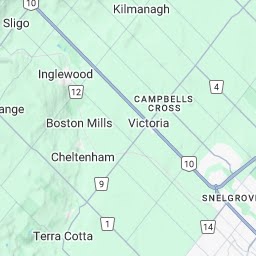 10
Kilmanagh
Sligo
Inglewood
12
4
CAMPBELLS
CROSS
ange
Boston Mills
Victoria
Cheltenham
10
9
SNELGROVE
1
14
Terra Cotta